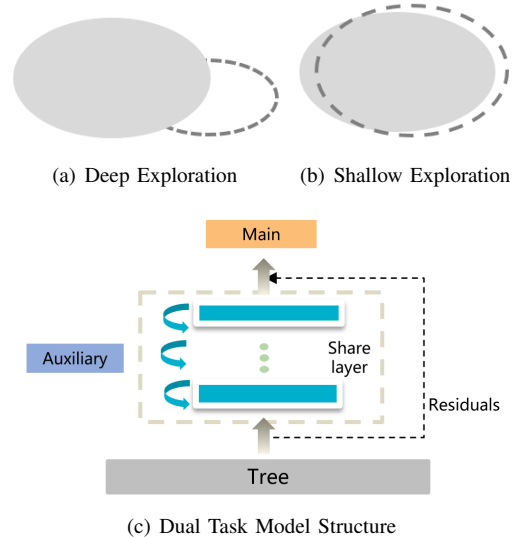 (a) Deep Exploration
(b) Shallow Exploration
Main
Auxiliary
Share
layer
Residuals
Tree
(c) Dual Task Model Structure